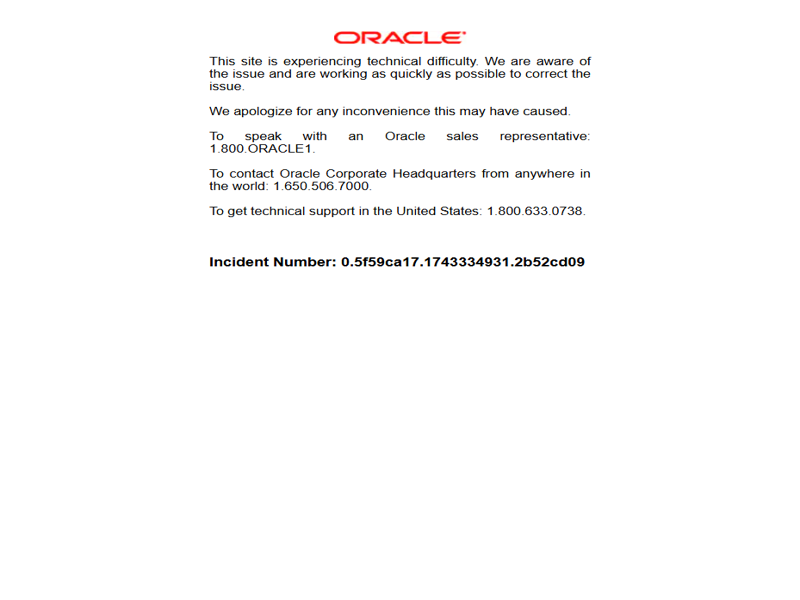 ORACLE
This site is experiencing technical difficulty. We are aware of
the issue and are working as quickly as possible to correct the
issue.
We apologize for any inconvenience this may have caused.
To speak with an Oracle sales representative:
1.800.ORACLE1.
To contact Oracle Corporate Headquarters from anywhere in
the world: 1.650.506.7000.
To get technical support in the United States: 1.800.633.0738.
Incident Number: 0.5f59ca17.1743334931.2b52cd09